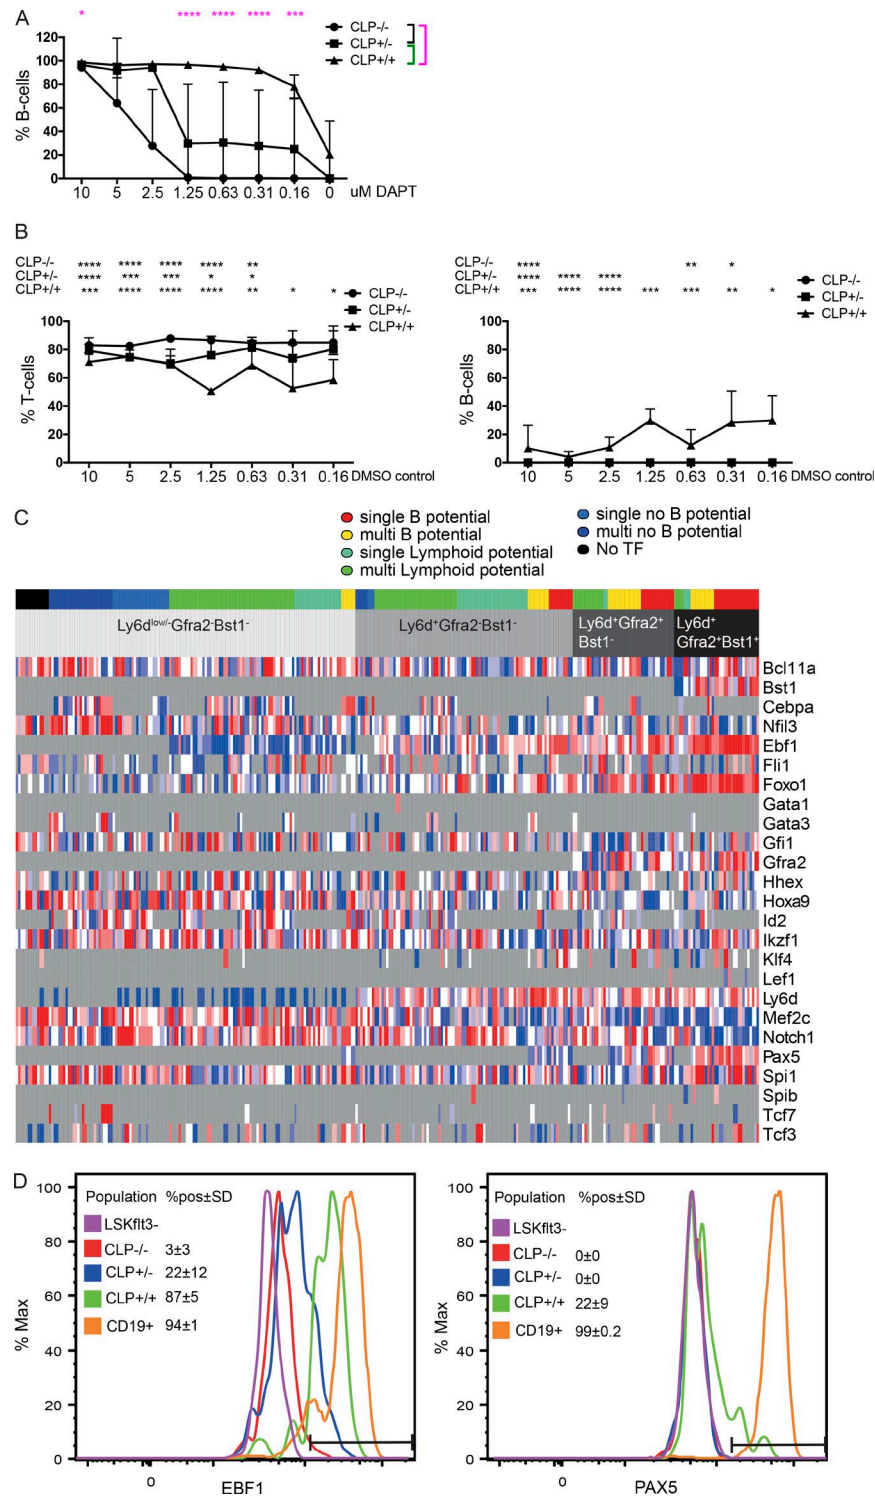 A
* **** **** **** ***
CLP-/-
CLP+/-
CLP+/+
% B-cells
120
100
80
60
40
20
0
10 5 2.5 1.25 0.63 0.31 0.16 0 uM DAPT
B
CLP-/- **** **** **** **** **
CLP+/- **** *** *** * *
CLP+/+ *** **** **** **** ** * *
CLP-/-
CLP+/-
CLP+/+
% T-cells
100
80
60
40
20
0
10 5 2.5 1.25 0.63 0.31 0.16 DMSO control
CLP-/- **** ** *
CLP+/- **** **** ****
CLP+/+ *** **** **** *** *** ** *
CLP-/-
CLP+/-
CLP+/+
% B-cells
100
80
60
40
20
0
10 5 2.5 1.25 0.63 0.31 0.16 DMSO control
C
single B potential
multi B potential
single Lymphoid potential
multi Lymphoid potential
single no B potential
multi no B potential
No TF
Ly6dlow/-Gfra2-Bst1-
Ly6d+Gfra2-Bst1-
Ly6d+Gfra2+
Bst1-
Ly6d+
Gfra2+Bst1+
Bcl11a
Bst1
Cebpa
Nfil3
Ebf1
Fli1
Foxo1
Gata1
Gata3
Gfi1
Gfra2
Hhex
Hoxa9
Id2
Ikzf1
Klf4
Lef1
Ly6d
Mef2c
Notch1
Pax5
Spi1
Spib
Tcf7
Tcf3
D
% Max
100
80
60
40
20
0
Population %pos±SD
LSKflt3-
CLP-/- 3±3
CLP+/- 22±12
CLP+/+ 87±5
CD19+ 94±1
0
EBF1
% Max
100
80
60
40
20
0
Population %pos±SD
LSKflt3-
CLP-/- 0±0
CLP+/- 0±0
CLP+/+ 22±9
CD19+ 99±0.2
0
PAX5